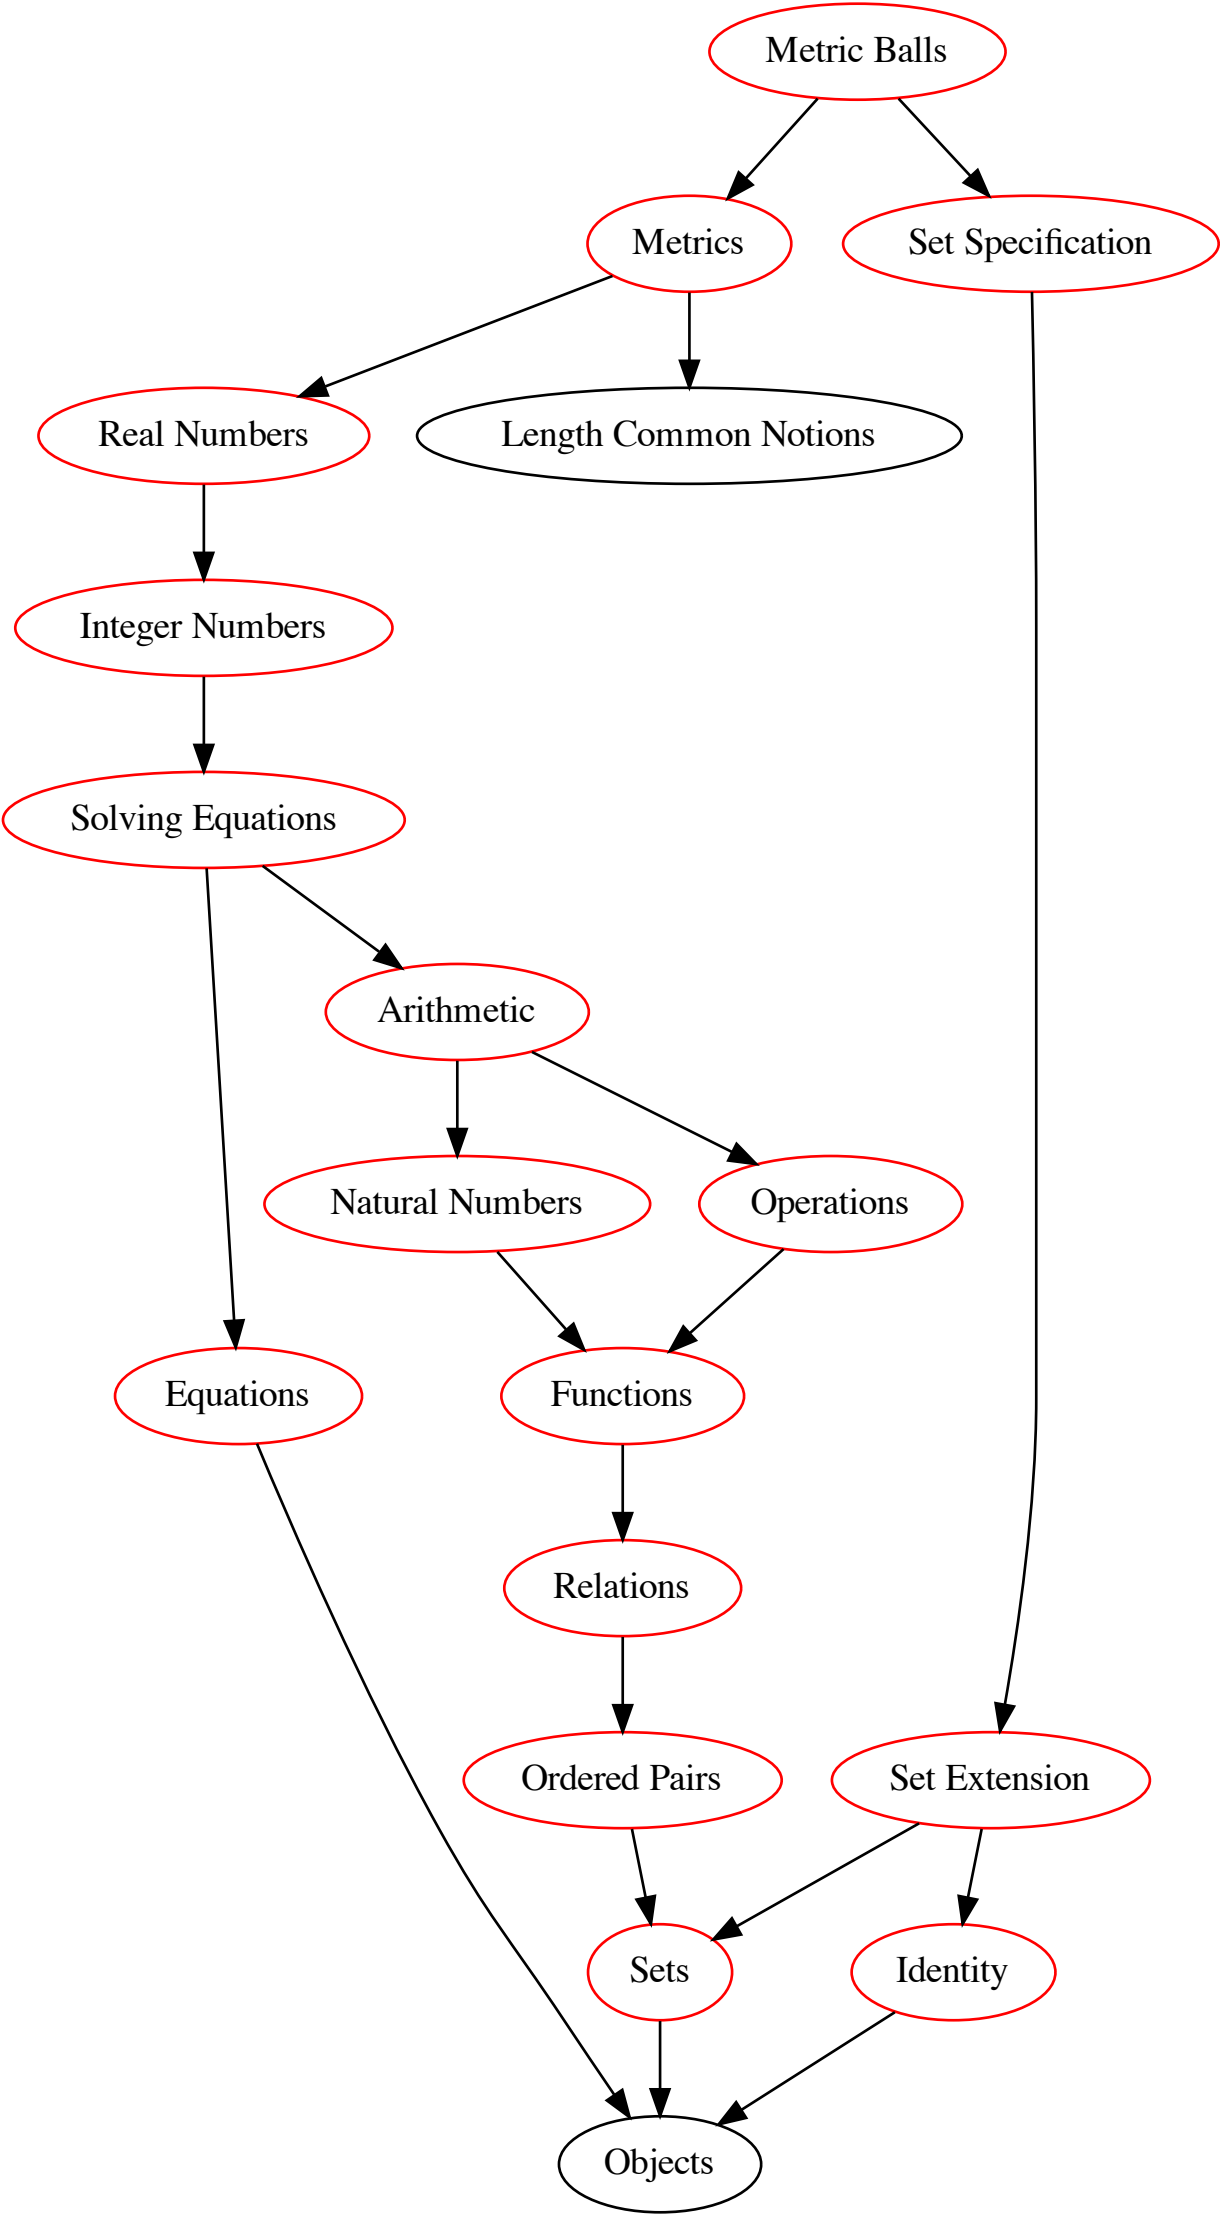 Metric Balls
Metrics
Set Specification
Real Numbers
Length Common Notions
Integer Numbers
Solving Equations
Arithmetic
Natural Numbers
Operations
Equations
Functions
Relations
Ordered Pairs
Set Extension
Sets
Identity
Objects